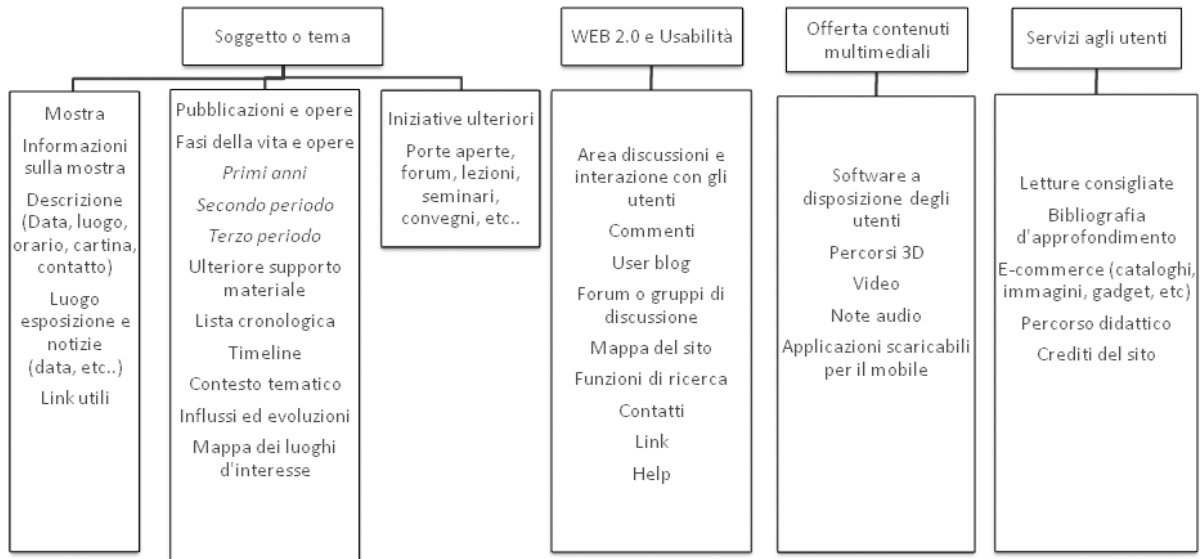 Soggetto o tema
WEB 2.0 e Usabilità
Offerta contenuti
multimediali
Servizi agli utenti
Mostra
Informazioni
sulla mostra
Descrizione
(Data, luogo,
orario, cartina,
contatto)
Luogo
esposizione e
notizie
(data, etc..)
Link utili
Pubblicazioni e opere
Fasi della vita e opere
Primi anni
Secondo periodo
Terzo periodo
Ulteriore supporto
materiale
Lista cronologica
Timeline
Contesto tematico
Influssi ed evoluzioni
Mappa dei luoghi
d'interesse
Iniziative ulteriori
Porte aperte,
forum, lezioni,
seminari,
convegni, etc..
Area discussioni e
interazione con gli
utenti
Commenti
User blog
Forum o gruppi di
discussione
Mappa del sito
Funzioni di ricerca
Contatti
Link
Help
Software a
disposizione degli
utenti
Percorsi 3D
Video
Note audio
Applicazioni scaricabili
per il mobile
Letture consigliate
Bibliografia
d'approfondimento
E-commerce (cataloghi,
immagini, gadget, etc)
Percorso didattico
Crediti del sito